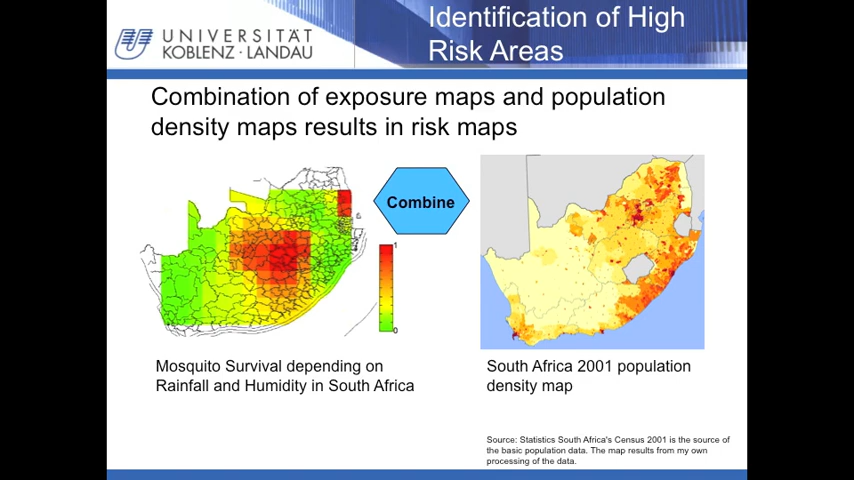 Identification of High
Risk Areas
UNIVERSITÄT
KOBLENZ · LANDAU
Combination of exposure maps and population
density maps results in risk maps
Combine
1
0
Mosquito Survival depending on
Rainfall and Humidity in South Africa
South Africa 2001 population
density map
Source: Statistics South Africa's Census 2001 is the source of
the basic population data. The map results from my own
processing of the data.